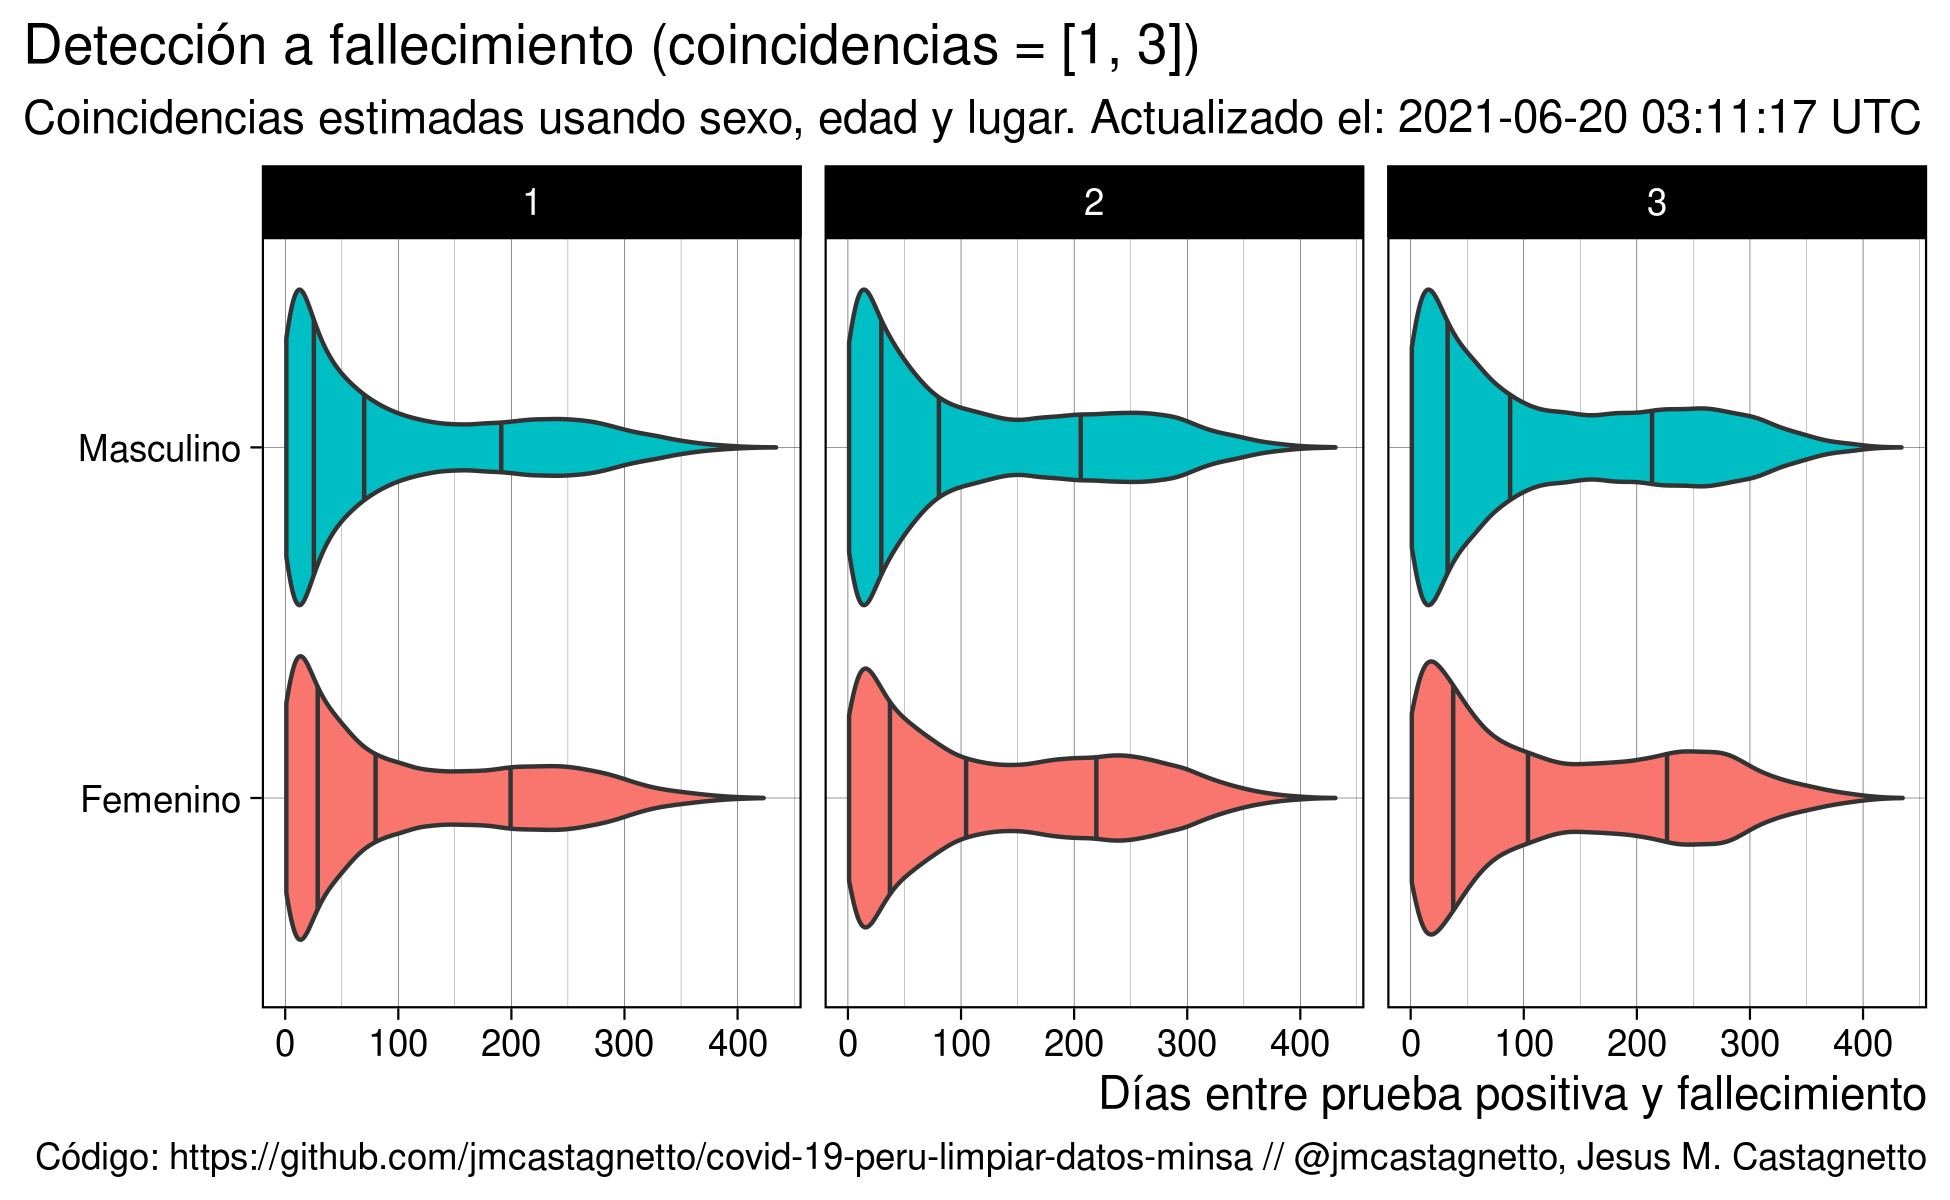 Detección a fallecimiento (coincidencias = [1, 3])
Coincidencias estimadas usando sexo, edad y lugar. Actualizado el: 2021-06-20 03:11:17 UTC
1 2 3
Masculino
Femenino
0 100 200 300 400 0 100 200 300 400 0 100 200 300 400
Días entre prueba positiva y fallecimiento
Código: https://github.com/jmcastagnetto/covid-19-peru-limpiar-datos-minsa // @jmcastagnetto, Jesus M. Castagnetto